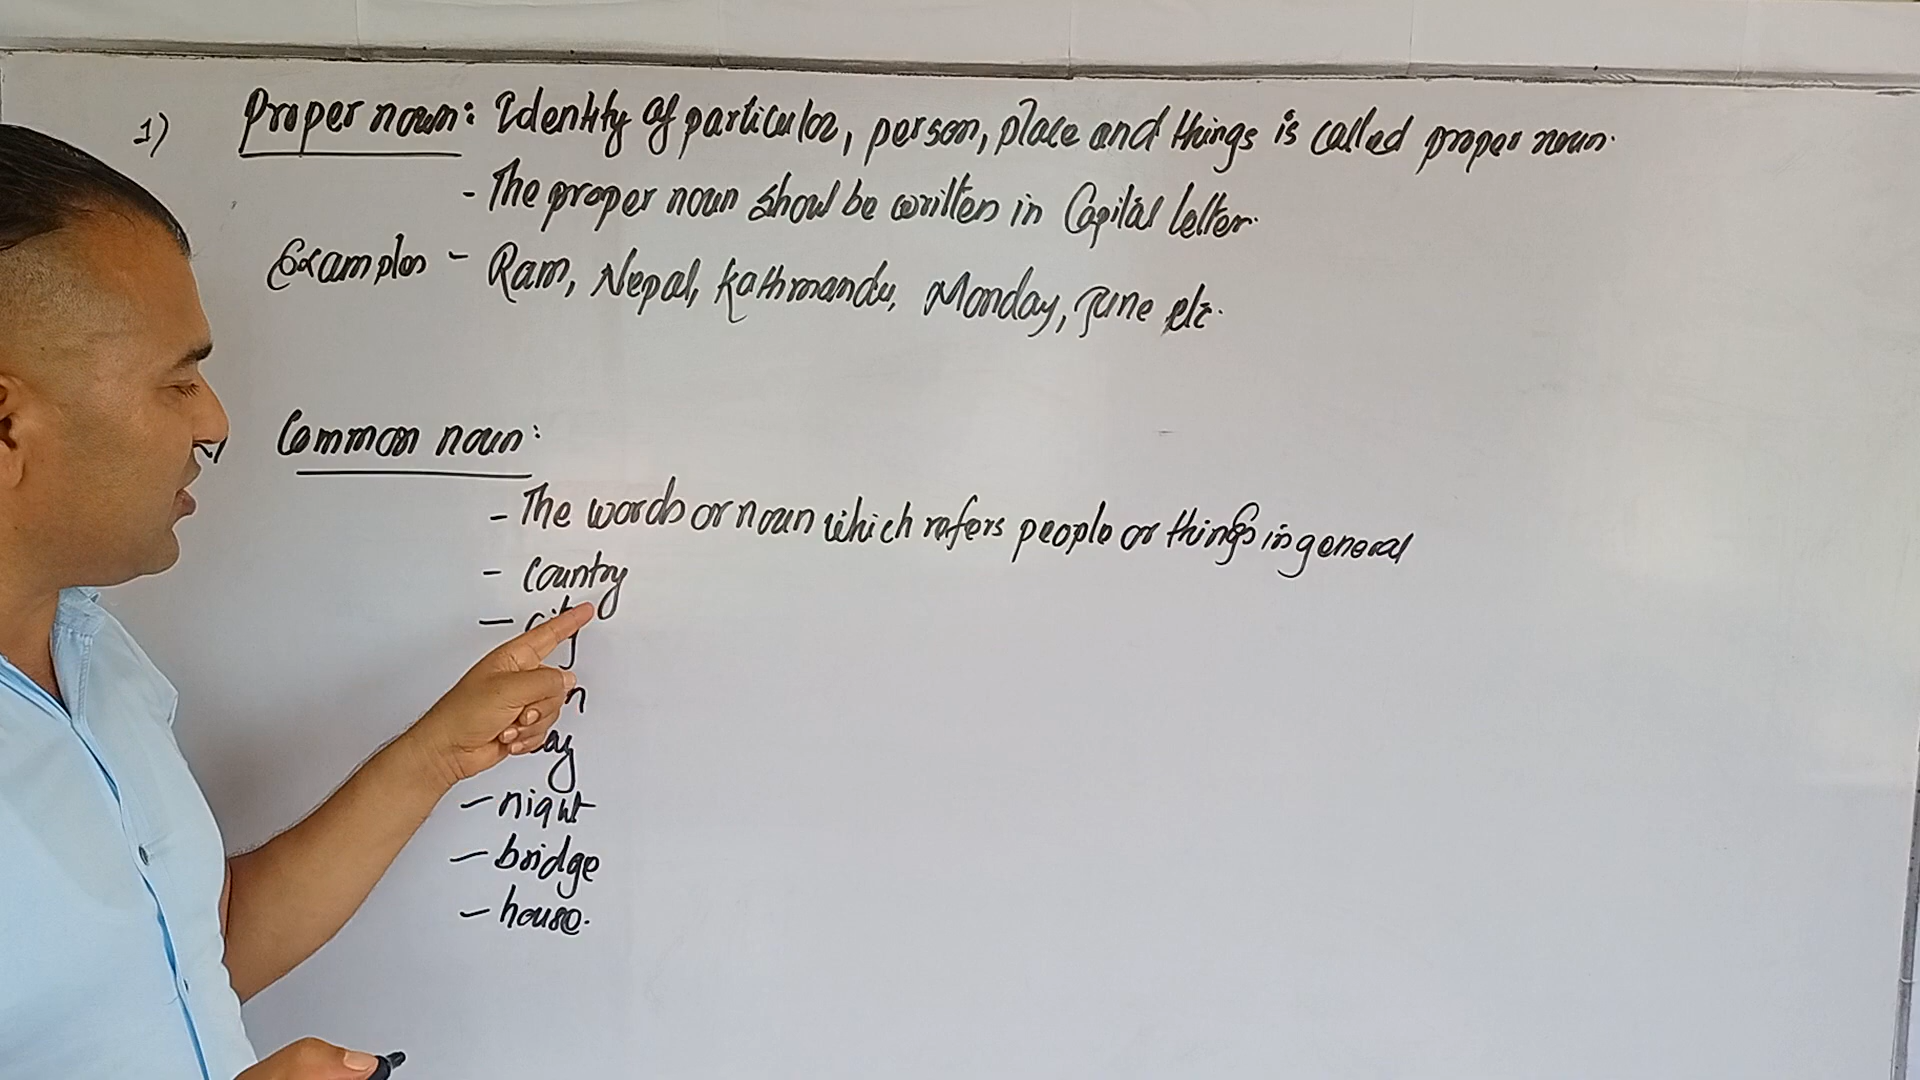 1) Proper noun: Identity of particular, person, place and things is called proper noun.
- The proper noun shoul be written in Capital letter.
Examples - Ram, Nepal, Kathmandu, Monday, June etc.
Common noun:
- The words or noun which refers people or things in general
- country
- city
- night
- bridge
- house.